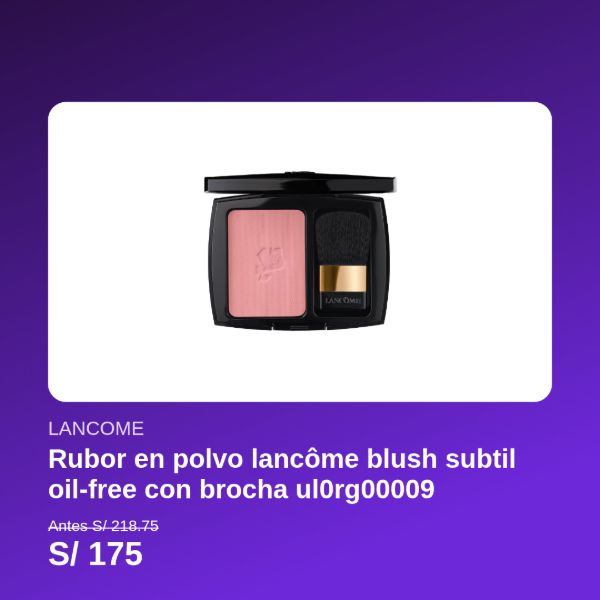 LANCÔME
LANCOME
Rubor en polvo lancôme blush subtil
oil-free con brocha ul0rg00009
Antes S/ 218.75
S/ 175